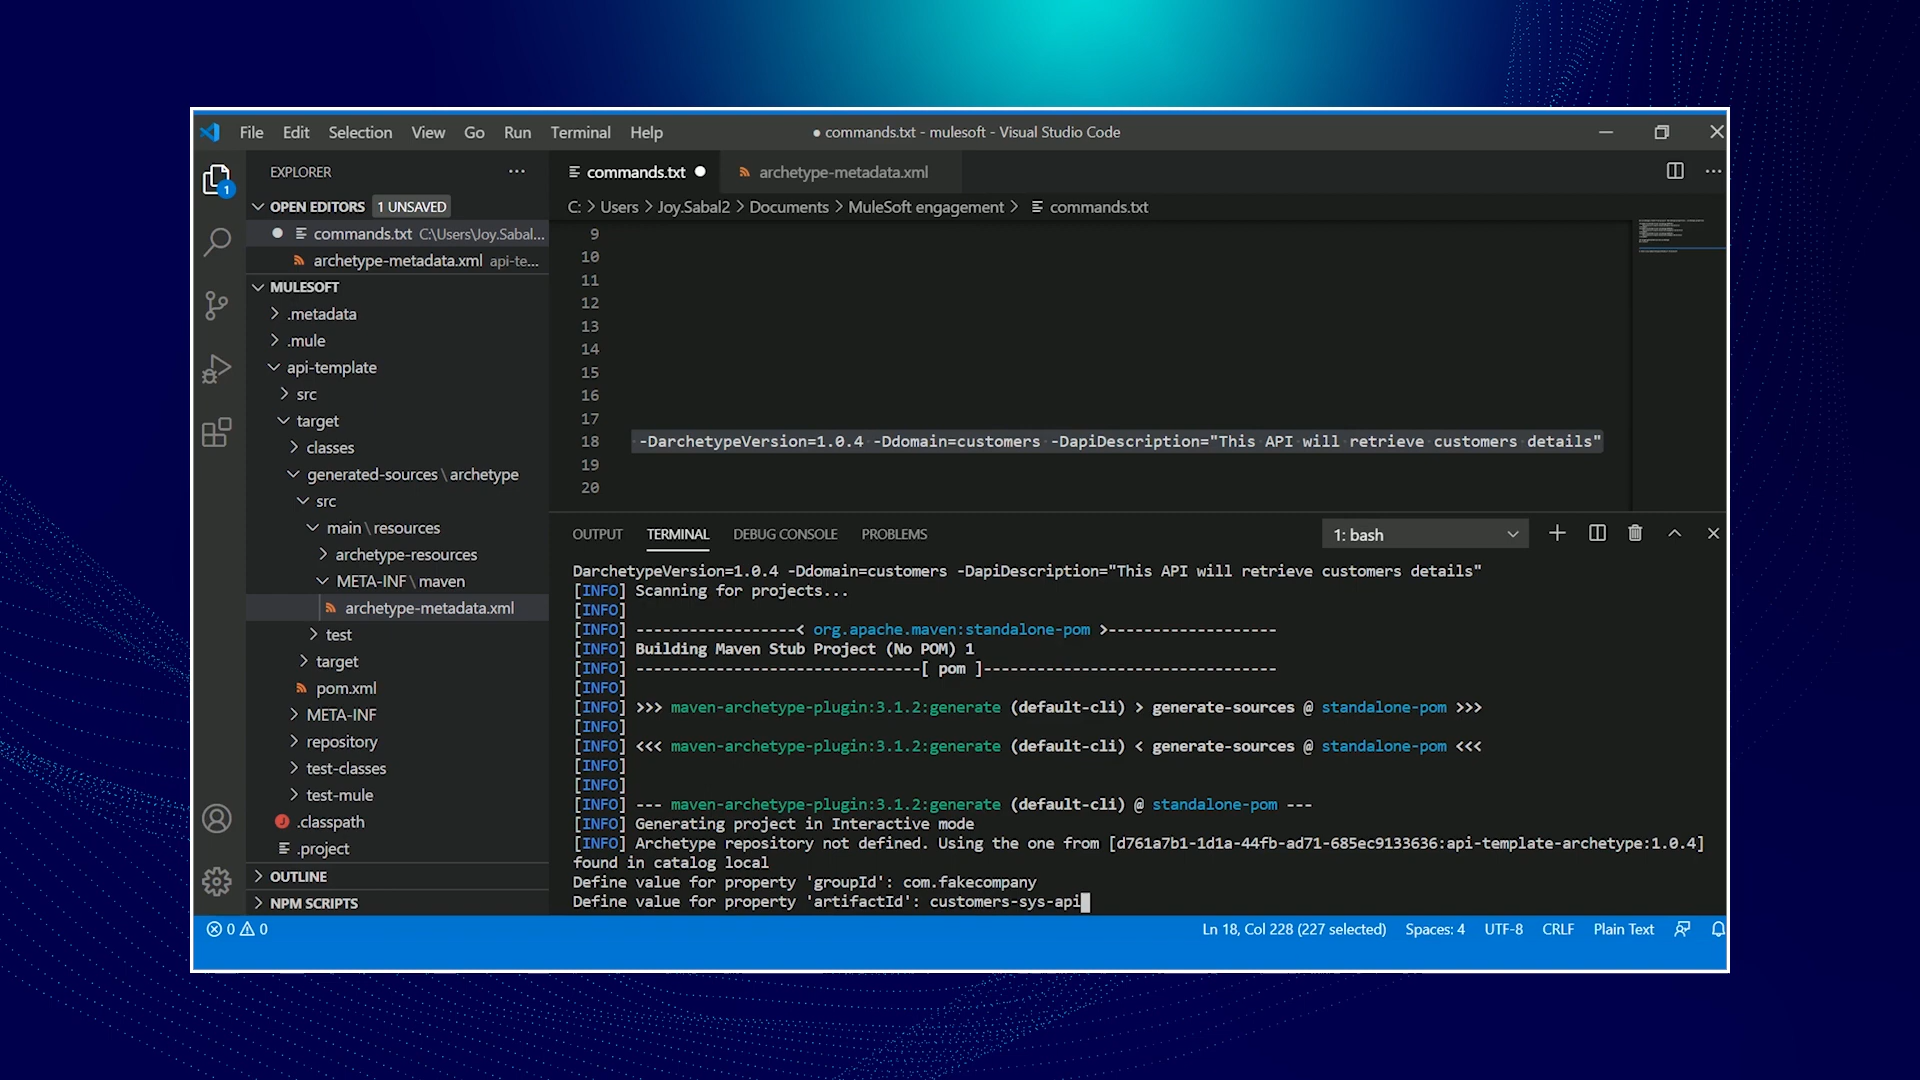 File Edit Selection View Go Run Terminal Help
● commands.txt - mulesoft - Visual Studio Code
1
EXPLORER
OPEN EDITORS 1 UNSAVED
commands.txt C:\Users\Joy.Sabal...
archetype-metadata.xml api-te...
MULESOFT
.metadata
.mule
api-template
src
target
classes
generated-sources\archetype
src
main\resources
archetype-resources
META-INF\maven
archetype-metadata.xml
test
target
pom.xml
META-INF
repository
test-classes
test-mule
.classpath
.project
OUTLINE
NPM SCRIPTS
commands.txt
archetype-metadata.xml
C: > Users > Joy.Sabal2 > Documents > MuleSoft engagement > commands.txt
9
10
11
12
13
14
15
16
17
18 -DarchetypeVersion=1.0.4 -Ddomain=customers -DapiDescription="This API will retrieve customers details"
19
20
OUTPUT TERMINAL DEBUG CONSOLE PROBLEMS
1: bash
DarchetypeVersion=1.0.4 -Ddomain=customers -DapiDescription="This API will retrieve customers details"
[INFO] Scanning for projects...
[INFO]
[INFO] ------------------< org.apache.maven:standalone-pom >-------------------
[INFO] Building Maven Stub Project (No POM) 1
[INFO] --------------------------------[ pom ]---------------------------------
[INFO]
[INFO] >>> maven-archetype-plugin:3.1.2:generate (default-cli) > generate-sources @ standalone-pom >>>
[INFO]
[INFO] <<< maven-archetype-plugin:3.1.2:generate (default-cli) < generate-sources @ standalone-pom <<<
[INFO]
[INFO]
[INFO] --- maven-archetype-plugin:3.1.2:generate (default-cli) @ standalone-pom ---
[INFO] Generating project in Interactive mode
[INFO] Archetype repository not defined. Using the one from [d761a7b1-1d1a-44fb-ad71-685ec9133636:api-template-archetype:1.0.4]
found in catalog local
Define value for property 'groupId': com.fakecompany
Define value for property 'artifactId': customers-sys-api
0 0
Ln 18, Col 228 (227 selected) Spaces: 4 UTF-8 CRLF Plain Text